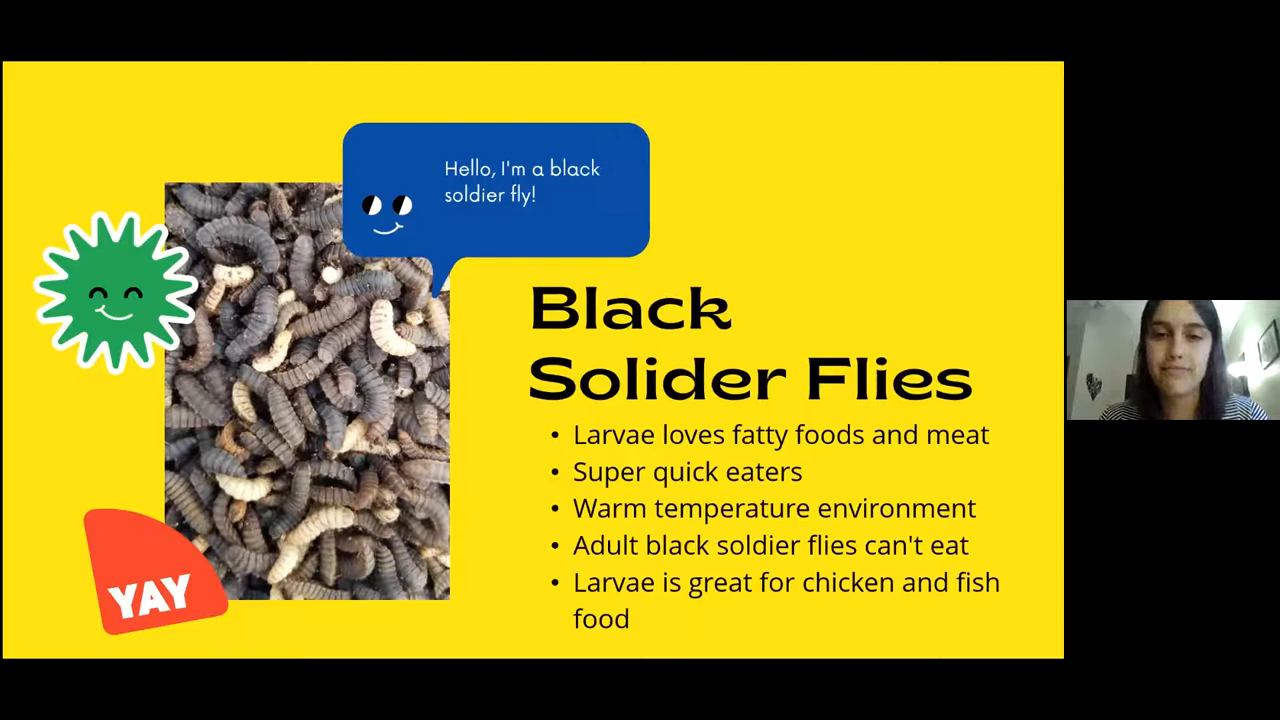 Hello, I'm a black
soldier fly!
Black
Solider Flies
• Larvae loves fatty foods and meat
• Super quick eaters
• Warm temperature environment
• Adult black soldier flies can't eat
• Larvae is great for chicken and fish
food
YAY